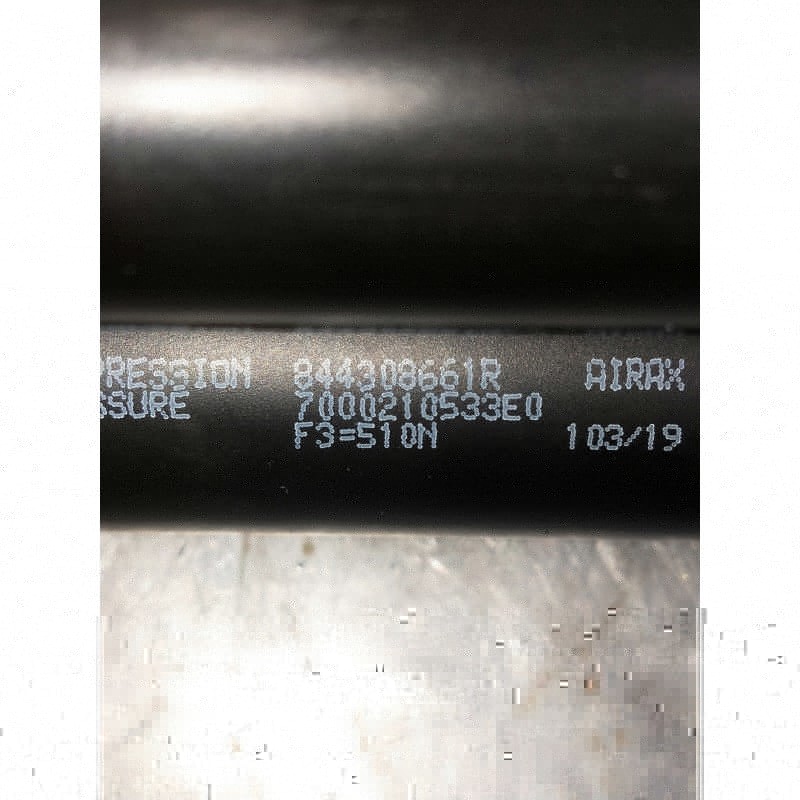 PRESSION 844308661R AIRAX
SSURE 7000210533E0
F3=510N 103/19